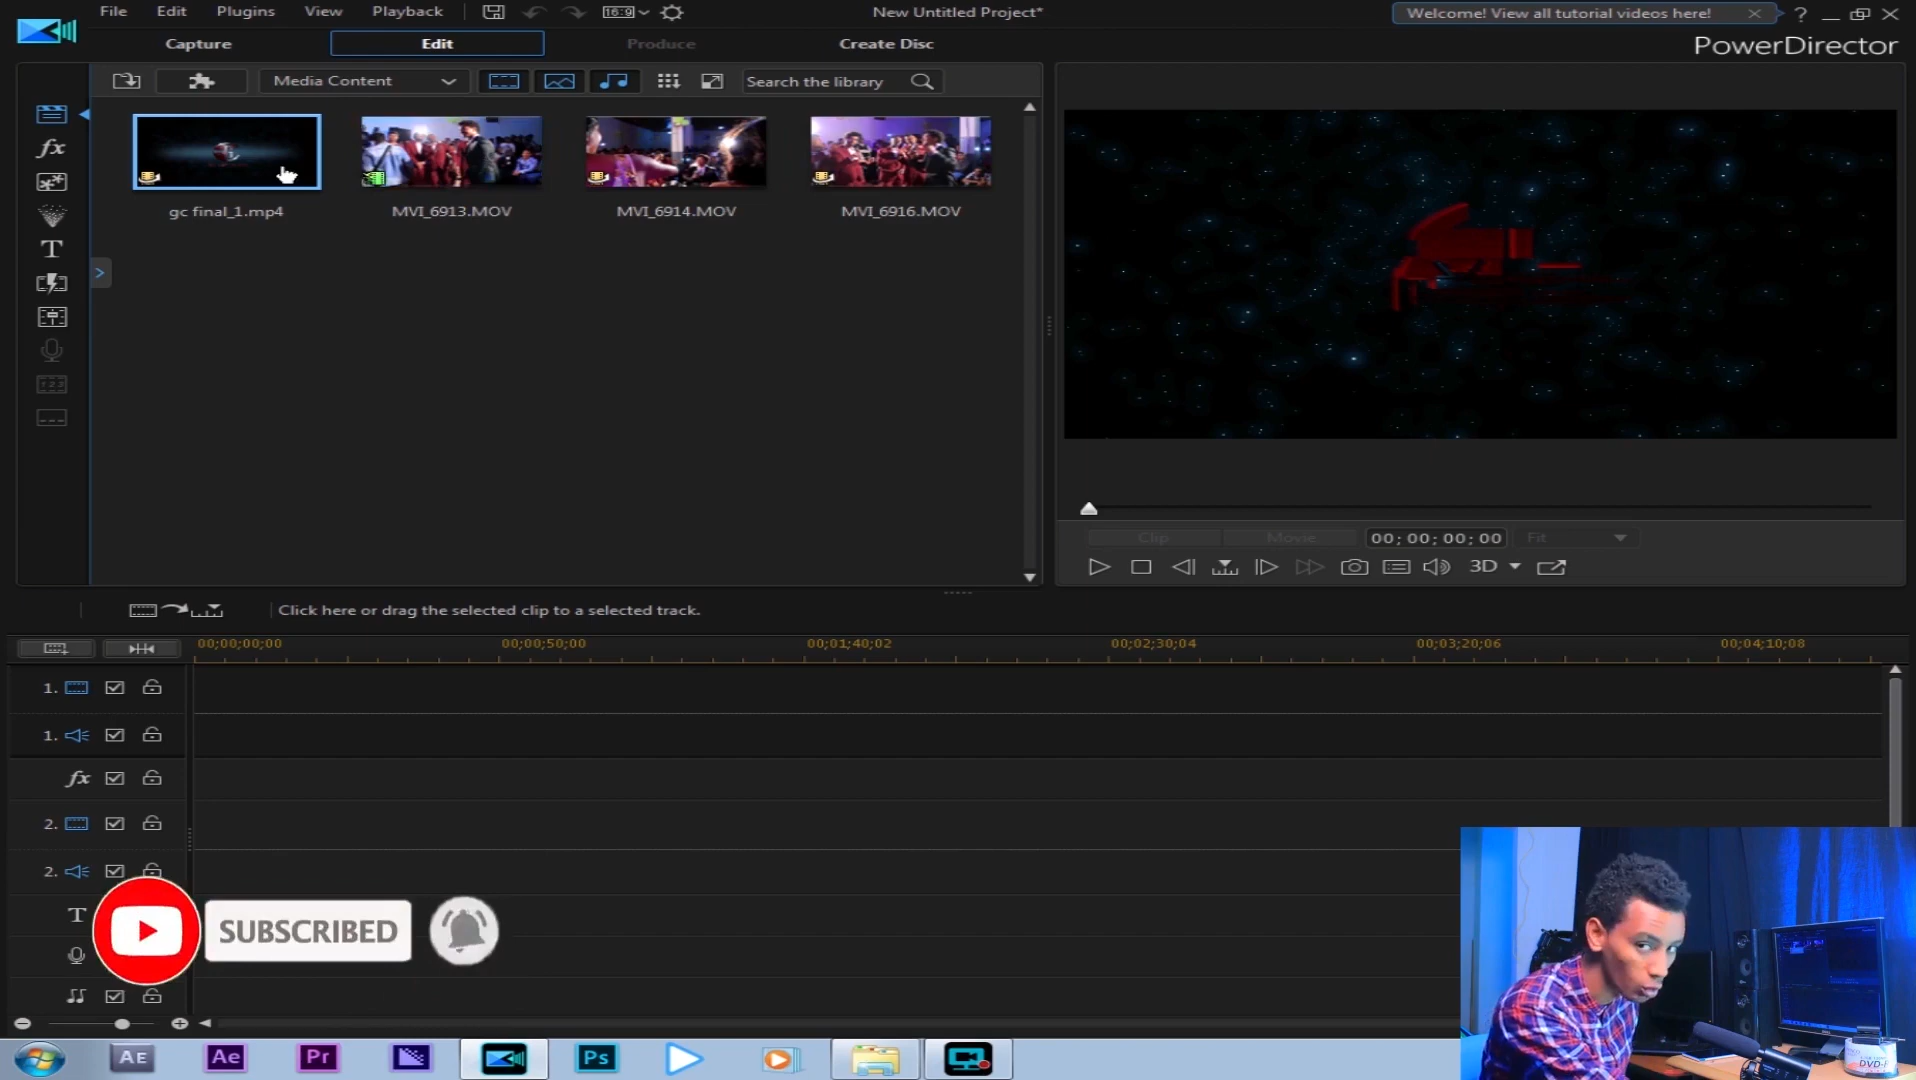 File Edit Plugins View Playback 16:9 New Untitled Project* Welcome! View all tutorial videos here! ?
Capture Edit Produce Create Disc PowerDirector
Media Content Search the library
gc final_1.mp4 MVI_6913.MOV MVI_6914.MOV MVI_6916.MOV
fx
T
Clip Movie 00; 00; 00; 00 Fit
3D
Click here or drag the selected clip to a selected track.
00;00;00;00 00;00;50;00 00;01;40;02 00;02;30;04 00;03;20;06 00;04;10;08
1.
1.
fx
2.
2.
T
SUBSCRIBED
AE Ae Pr Ps